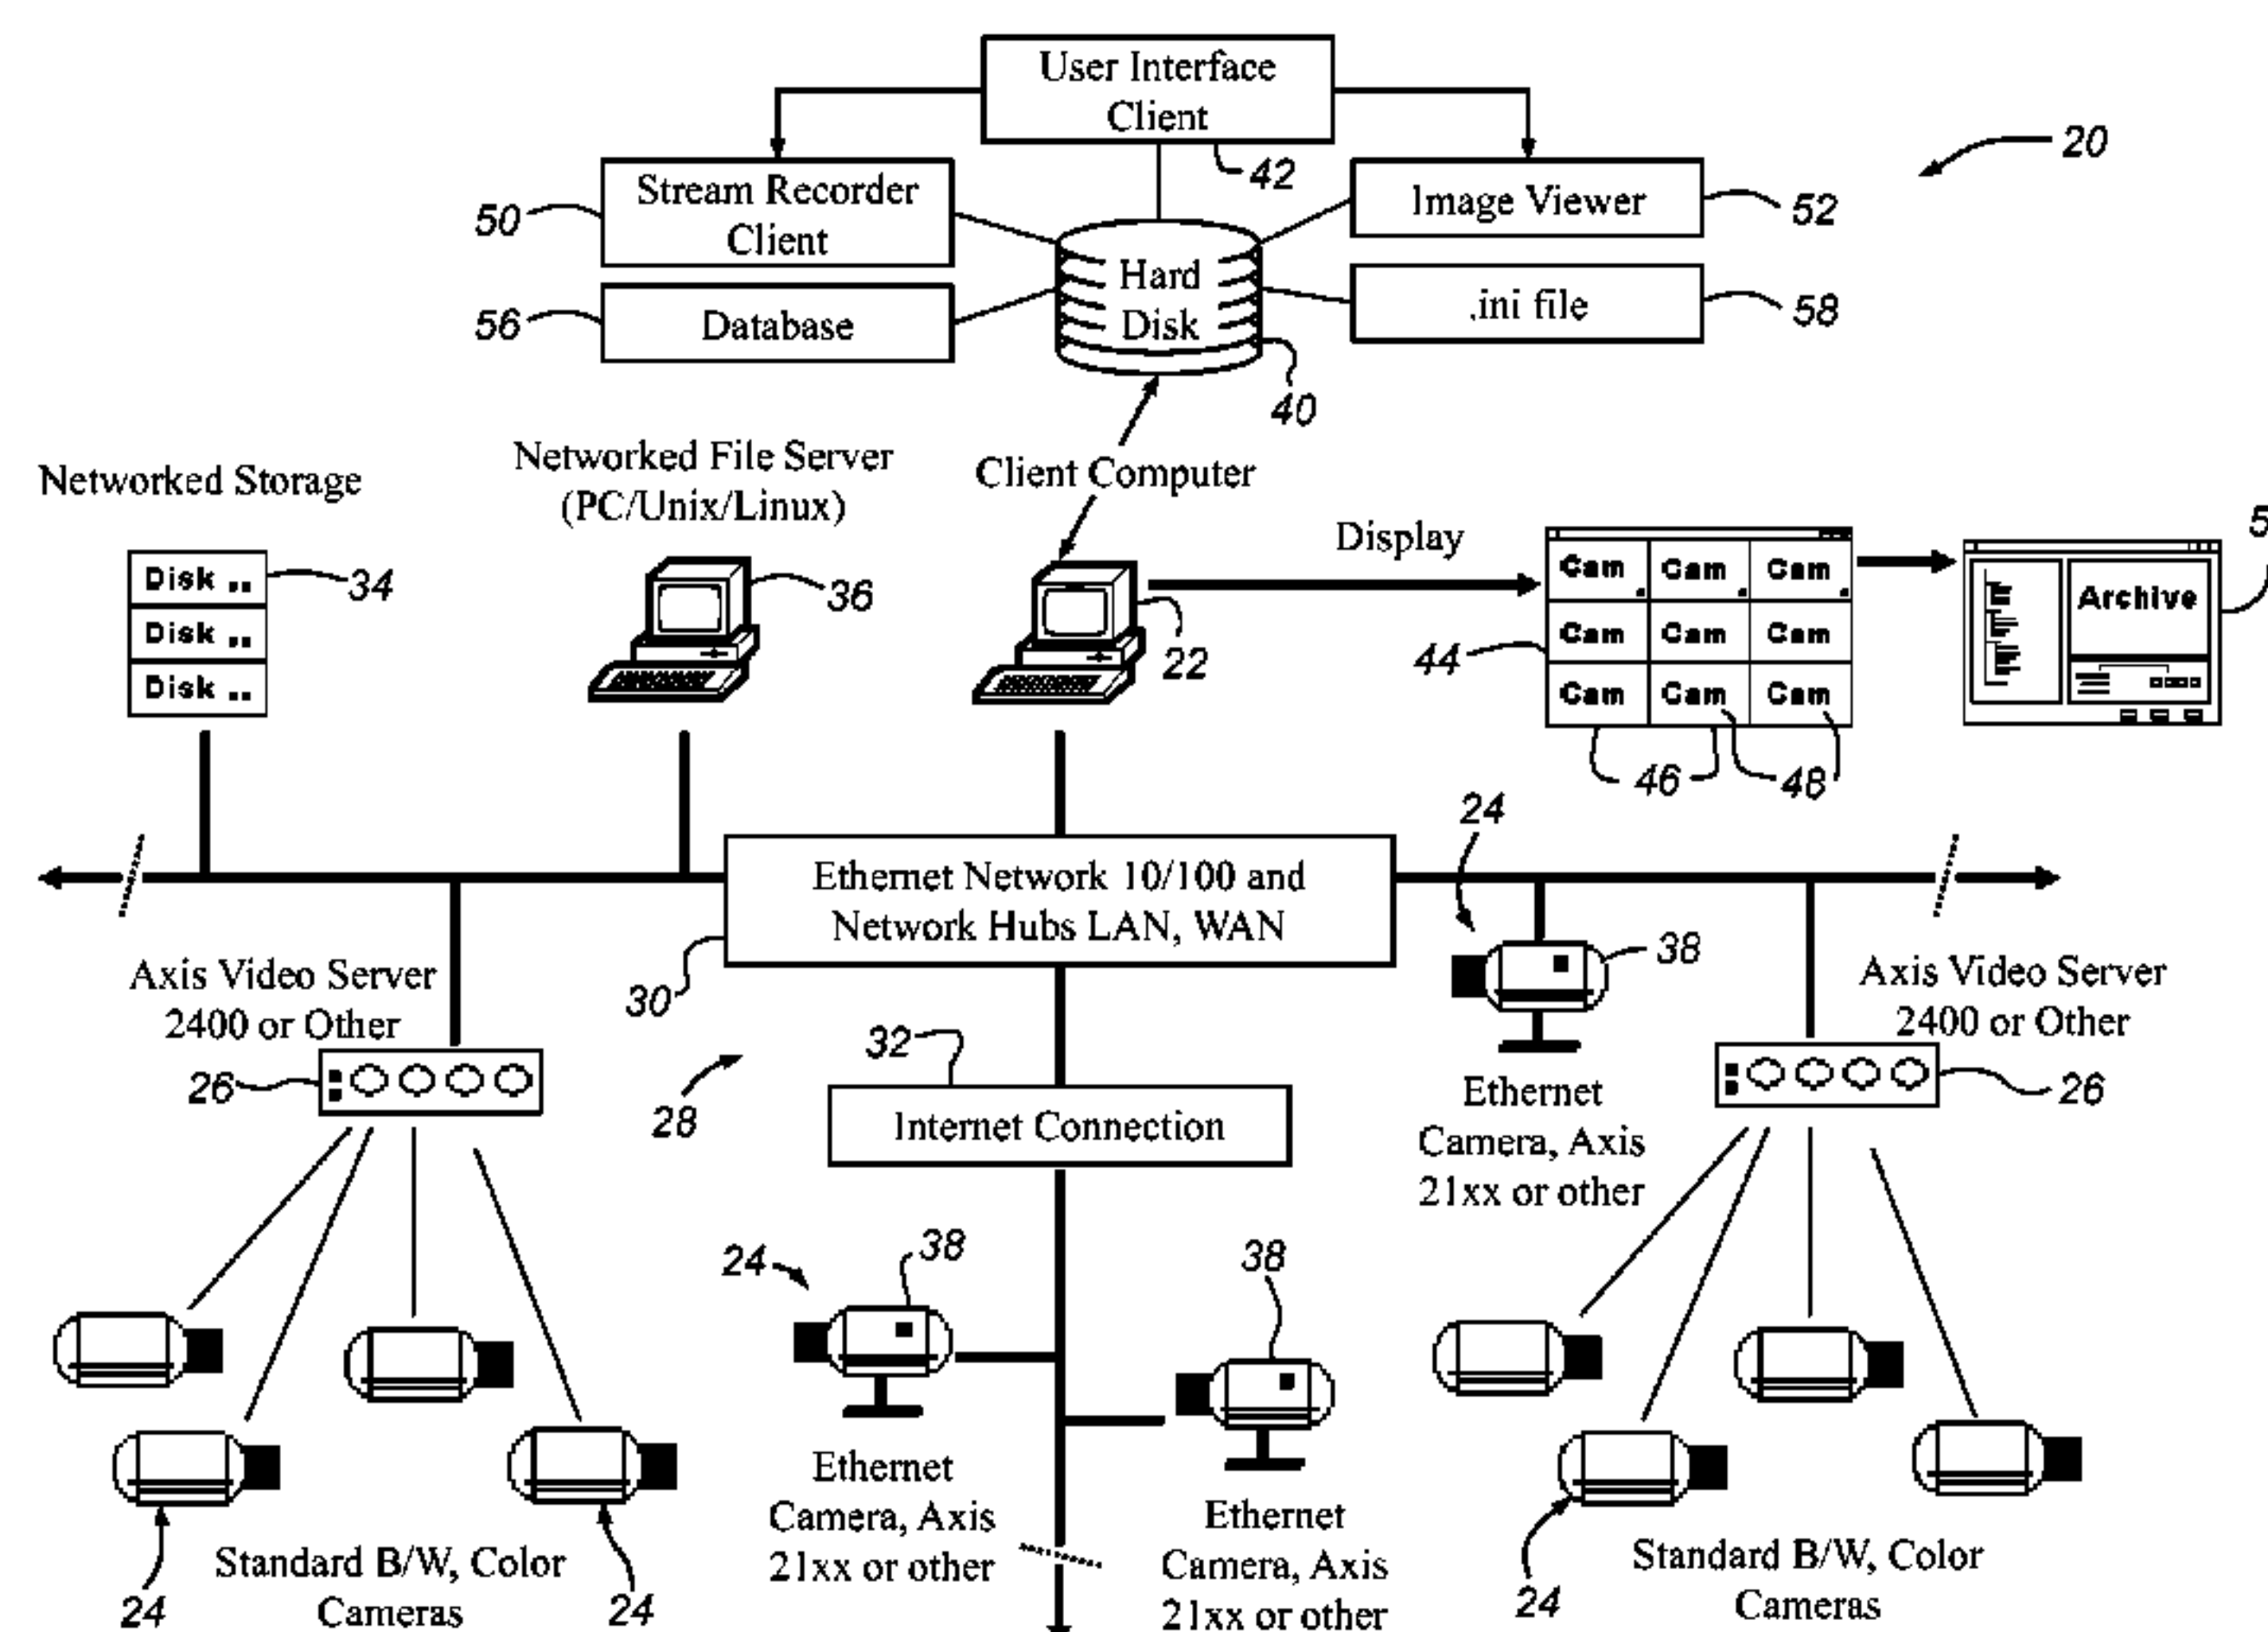 User Interface
Client
20
42
Stream Recorder
Client
50
Image Viewer
52
Hard
Disk
56
Database
.ini file
58
40
Networked Storage
Networked File Server
(PC/Unix/Linux)
Client Computer
Display
Disk ..
Disk ..
Disk ..
34
36
22
44
Cam Cam Cam
Cam Cam Cam
Cam Cam Cam
Archive
46
48
24
Ethernet Network 10/100 and
Network Hubs LAN, WAN
30
38
Axis Video Server
2400 or Other
26
Axis Video Server
2400 or Other
26
32
28
Internet Connection
Ethernet
Camera, Axis
21xx or other
24
38
38
Ethernet
Camera, Axis
21xx or other
Ethernet
Camera, Axis
21xx or other
Standard B/W, Color
Cameras
24
24
Standard B/W, Color
Cameras
24